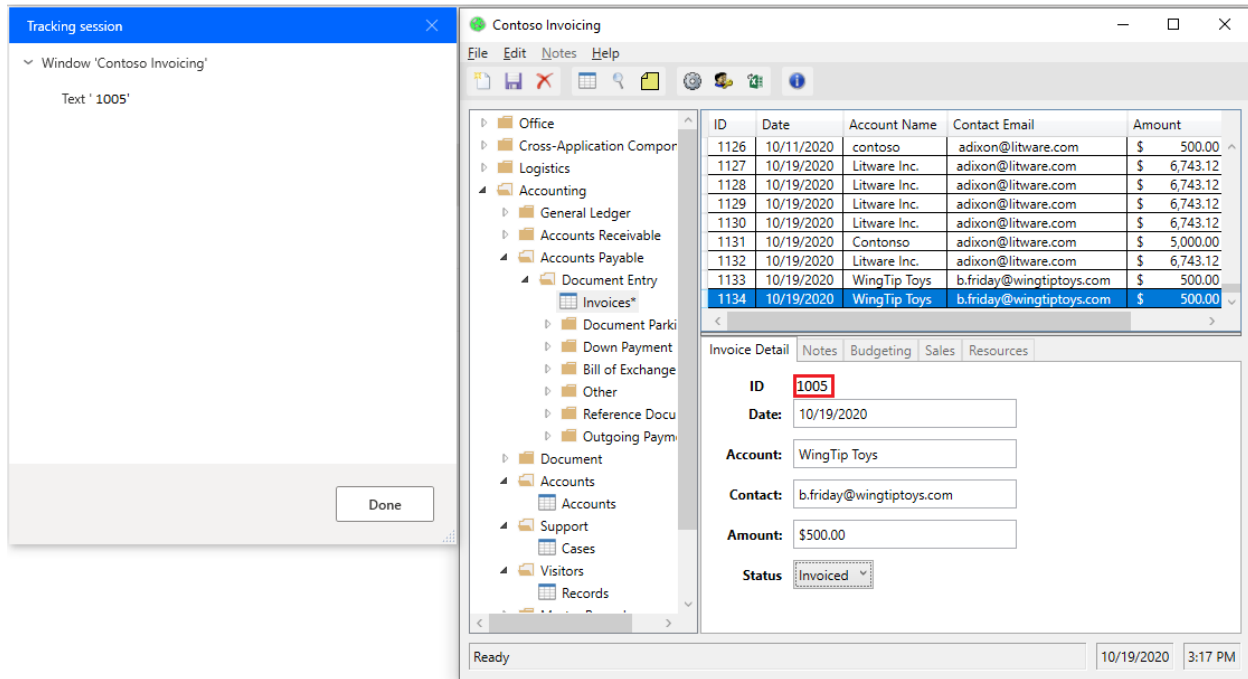 Tracking session
Window 'Contoso Invoicing'
Text ' 1005'
Done
Contoso Invoicing
File Edit Notes Help
Office
Cross-Application Compor
Logistics
Accounting
General Ledger
Accounts Receivable
Accounts Payable
Document Entry
Invoices*
Document Parki
Down Payment
Bill of Exchange
Other
Reference Docu
Outgoing Paym
Document
Accounts
Accounts
Support
Cases
Visitors
Records
ID Date Account Name Contact Email Amount
1126 10/11/2020 contoso adixon@litware.com $ 500.00
1127 10/19/2020 Litware Inc. adixon@litware.com $ 6,743.12
1128 10/19/2020 Litware Inc. adixon@litware.com $ 6,743.12
1129 10/19/2020 Litware Inc. adixon@litware.com $ 6,743.12
1130 10/19/2020 Litware Inc. adixon@litware.com $ 6,743.12
1131 10/19/2020 Contonso adixon@litware.com $ 5,000.00
1132 10/19/2020 Litware Inc. adixon@litware.com $ 6,743.12
1133 10/19/2020 WingTip Toys b.friday@wingtiptoys.com $ 500.00
1134 10/19/2020 WingTip Toys b.friday@wingtiptoys.com $ 500.00
Invoice Detail Notes Budgeting Sales Resources
ID 1005
Date: 10/19/2020
Account: WingTip Toys
Contact: b.friday@wingtiptoys.com
Amount: $500.00
Status Invoiced
Ready 10/19/2020 3:17 PM